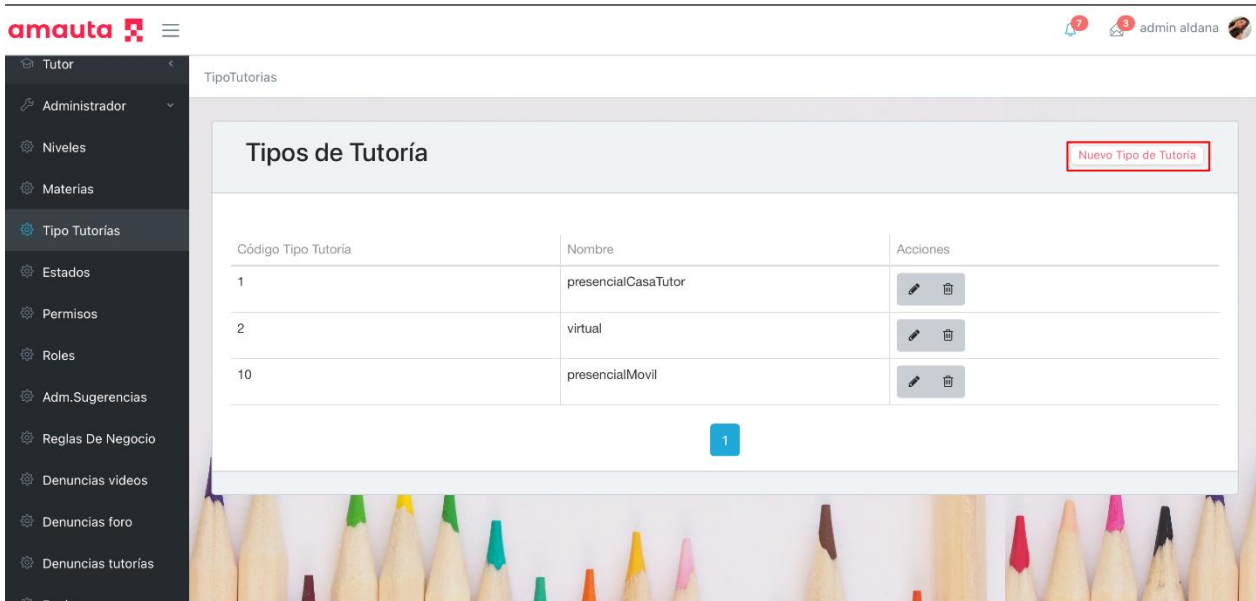 amauta
7
3
admin aldana
Tutor
TipoTutorias
Administrador
Niveles
Materias
Tipo Tutorías
Estados
Permisos
Roles
Adm.Sugerencias
Reglas De Negocio
Denuncias videos
Denuncias foro
Denuncias tutorías
Tipos de Tutoría
Nuevo Tipo de Tutoría
Código Tipo Tutoría Nombre Acciones
1 presencialCasaTutor
2 virtual
10 presencialMovil
1